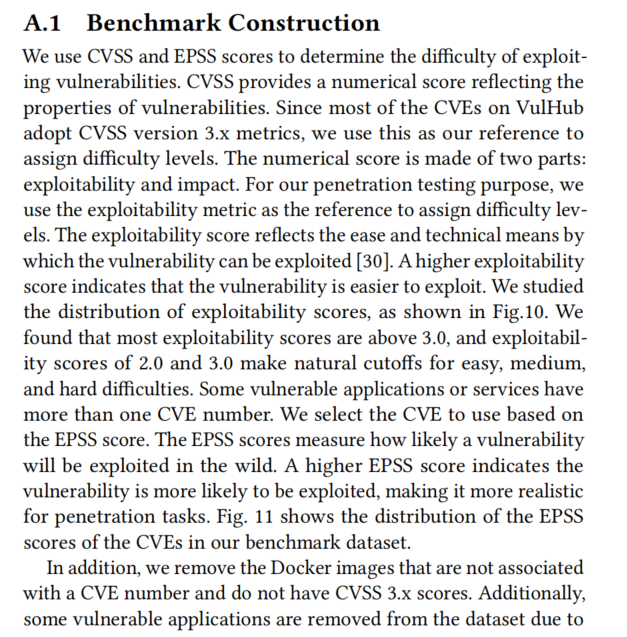 A.1 Benchmark Construction
We use CVSS and EPSS scores to determine the difficulty of exploit-
ing vulnerabilities. CVSS provides a numerical score reflecting the
properties of vulnerabilities. Since most of the CVEs on VulHub
adopt CVSS version 3.x metrics, we use this as our reference to
assign difficulty levels. The numerical score is made of two parts:
exploitability and impact. For our penetration testing purpose, we
use the exploitability metric as the reference to assign difficulty lev-
els. The exploitability score reflects the ease and technical means by
which the vulnerability can be exploited [30]. A higher exploitability
score indicates that the vulnerability is easier to exploit. We studied
the distribution of exploitability scores, as shown in Fig.10. We
found that most exploitability scores are above 3.0, and exploitabil-
ity scores of 2.0 and 3.0 make natural cutoffs for easy, medium,
and hard difficulties. Some vulnerable applications or services have
more than one CVE number. We select the CVE to use based on
the EPSS score. The EPSS scores measure how likely a vulnerability
will be exploited in the wild. A higher EPSS score indicates the
vulnerability is more likely to be exploited, making it more realistic
for penetration tasks. Fig. 11 shows the distribution of the EPSS
scores of the CVEs in our benchmark dataset.
In addition, we remove the Docker images that are not associated
with a CVE number and do not have CVSS 3.x scores. Additionally,
some vulnerable applications are removed from the dataset due to